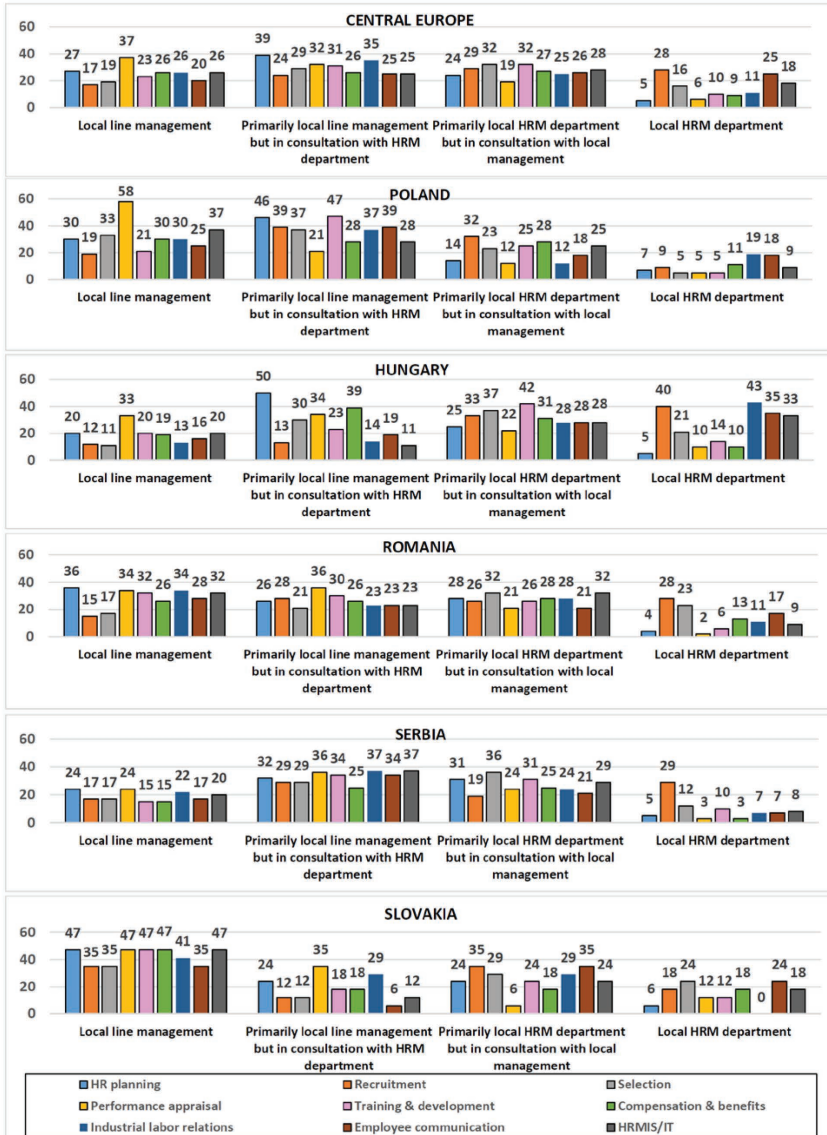 CENTRAL EUROPE
60
40
20
0
27 17 19 37 23 26 26 20 26
39 24 29 32 31 26 35 25 25
24 29 32 19 32 27 25 26 28
5 28 16 6 10 9 11 25 18
Local line management
Primarily local line management
but in consultation with HRM
department
Primarily local HRM department
but in consultation with local
management
Local HRM department
POLAND
60
40
20
0
30 19 33 58 21 30 30 25 37
46 39 37 21 47 28 37 39 28
14 32 23 12 25 28 12 18 25
7 9 5 5 5 11 19 18 9
Local line management
Primarily local line management
but in consultation with HRM
department
Primarily local HRM department
but in consultation with local
management
Local HRM department
HUNGARY
60
40
20
0
20 12 11 33 20 19 13 16 20
50 13 30 34 23 39 14 19 11
25 33 37 22 42 31 28 28 28
5 40 21 10 14 10 43 35 33
Local line management
Primarily local line management
but in consultation with HRM
department
Primarily local HRM department
but in consultation with local
management
Local HRM department
ROMANIA
60
40
20
0
36 15 17 34 32 26 34 28 32
26 28 21 36 30 26 23 23 23
28 26 32 21 26 28 28 21 32
4 28 23 2 6 13 11 17 9
Local line management
Primarily local line management
but in consultation with HRM
department
Primarily local HRM department
but in consultation with local
management
Local HRM department
SERBIA
60
40
20
0
24 17 17 24 15 15 22 17 20
32 29 29 36 34 25 37 34 37
31 19 36 24 31 25 24 21 29
5 29 12 3 10 3 7 7 8
Local line management
Primarily local line management
but in consultation with HRM
department
Primarily local HRM department
but in consultation with local
management
Local HRM department
SLOVAKIA
60
40
20
0
47 35 35 47 47 47 41 35 47
24 12 12 35 18 18 29 6 12
24 35 29 6 24 18 29 35 24
6 18 24 12 12 18 0 24 18
Local line management
Primarily local line management
but in consultation with HRM
department
Primarily local HRM department
but in consultation with local
management
Local HRM department
HR planning
Recruitment
Selection
Performance appraisal
Training & development
Compensation & benefits
Industrial labor relations
Employee communication
HRMIS/IT